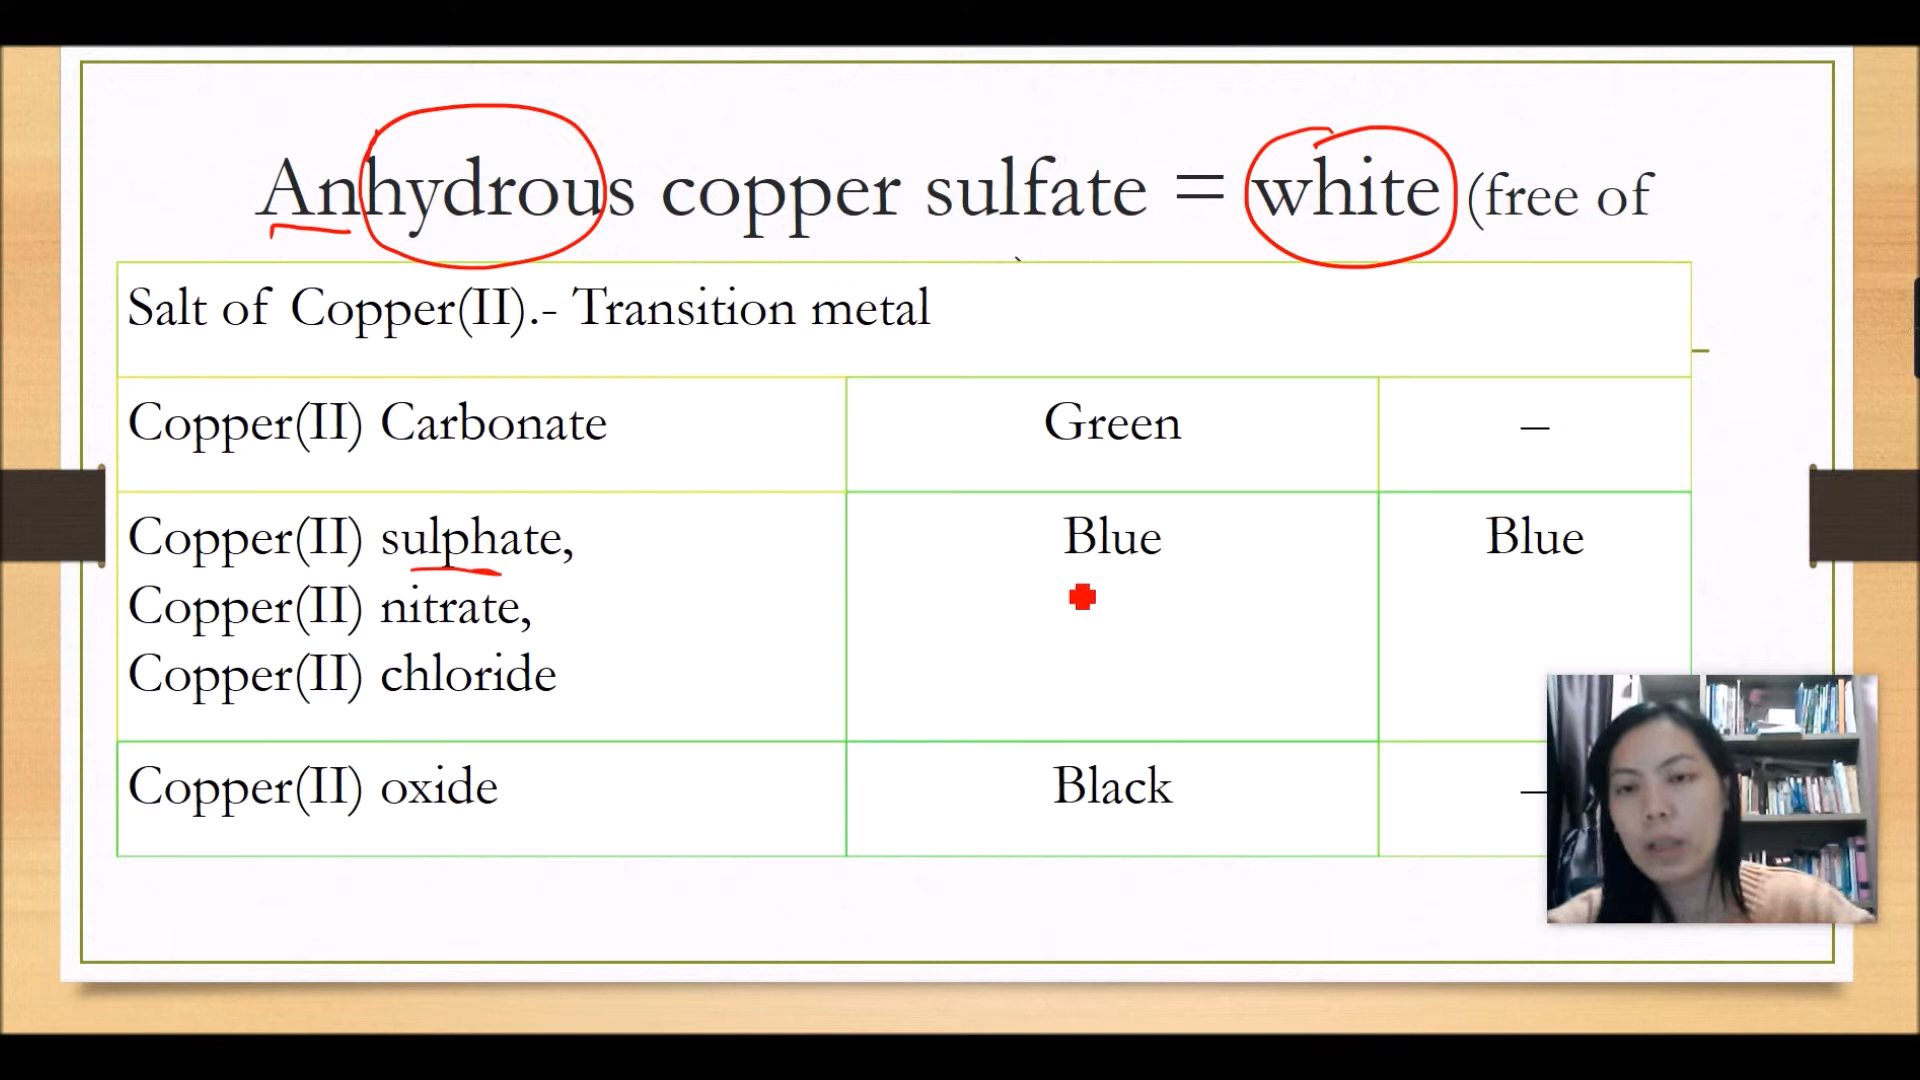 Anhydrous copper sulfate = white (free of
Salt of Copper(II).- Transition metal
Copper(II) Carbonate
Green
–
Copper(II) sulphate,
Copper(II) nitrate,
Copper(II) chloride
Blue
Blue
Copper(II) oxide
Black
–